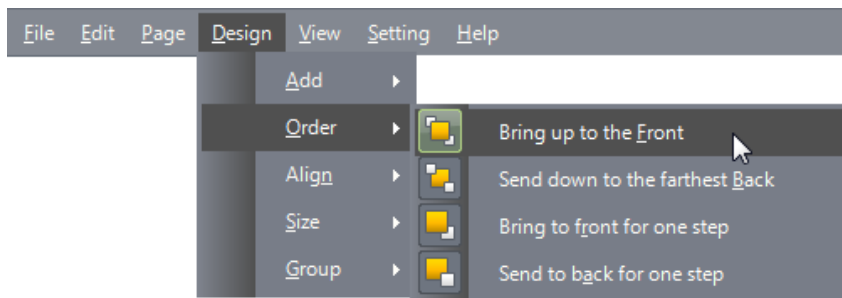 File Edit Page Design View Setting Help
Add
Order
Bring up to the Front
Align
Send down to the farthest Back
Size
Bring to front for one step
Group
Send to back for one step